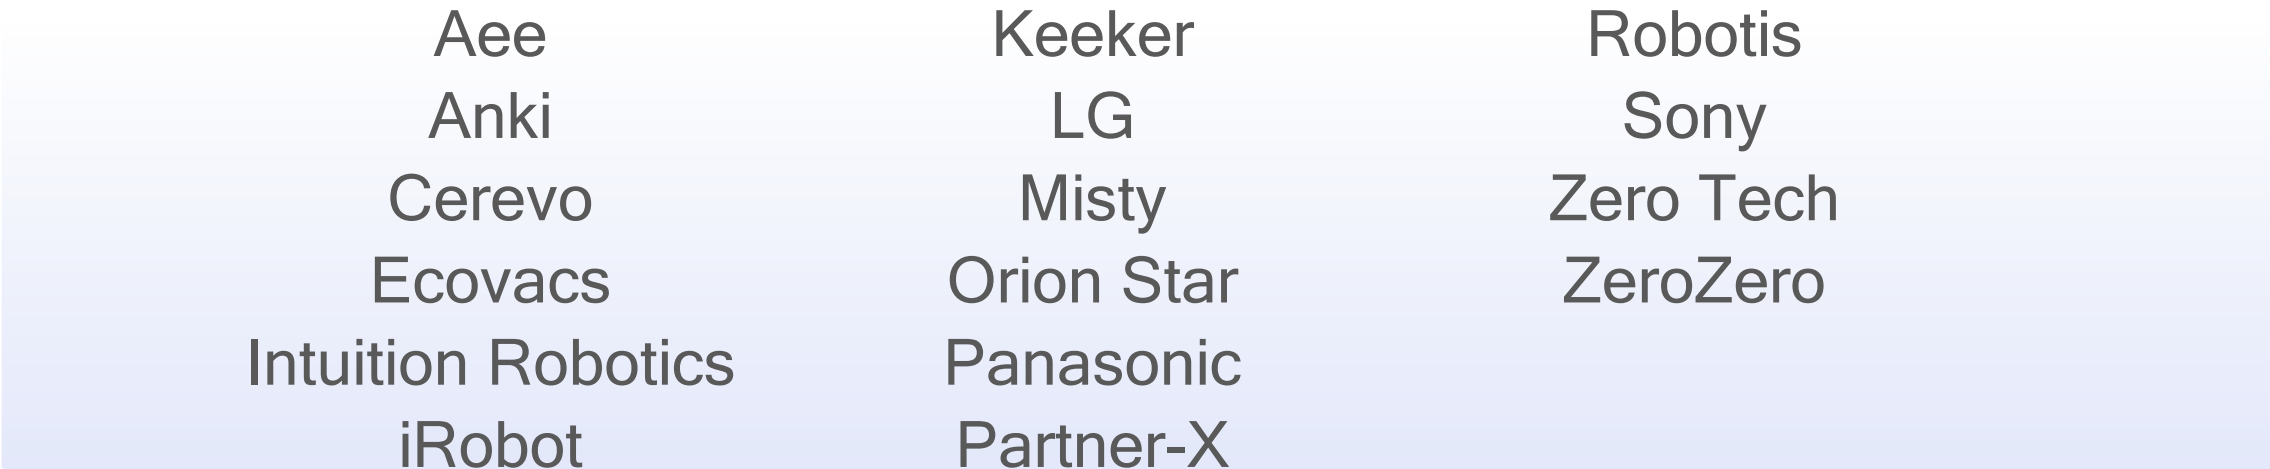 Aee
Anki
Cerevo
Ecovacs
Intuition Robotics
iRobot
Keeker
LG
Misty
Orion Star
Panasonic
Partner-X
Robotis
Sony
Zero Tech
ZeroZero